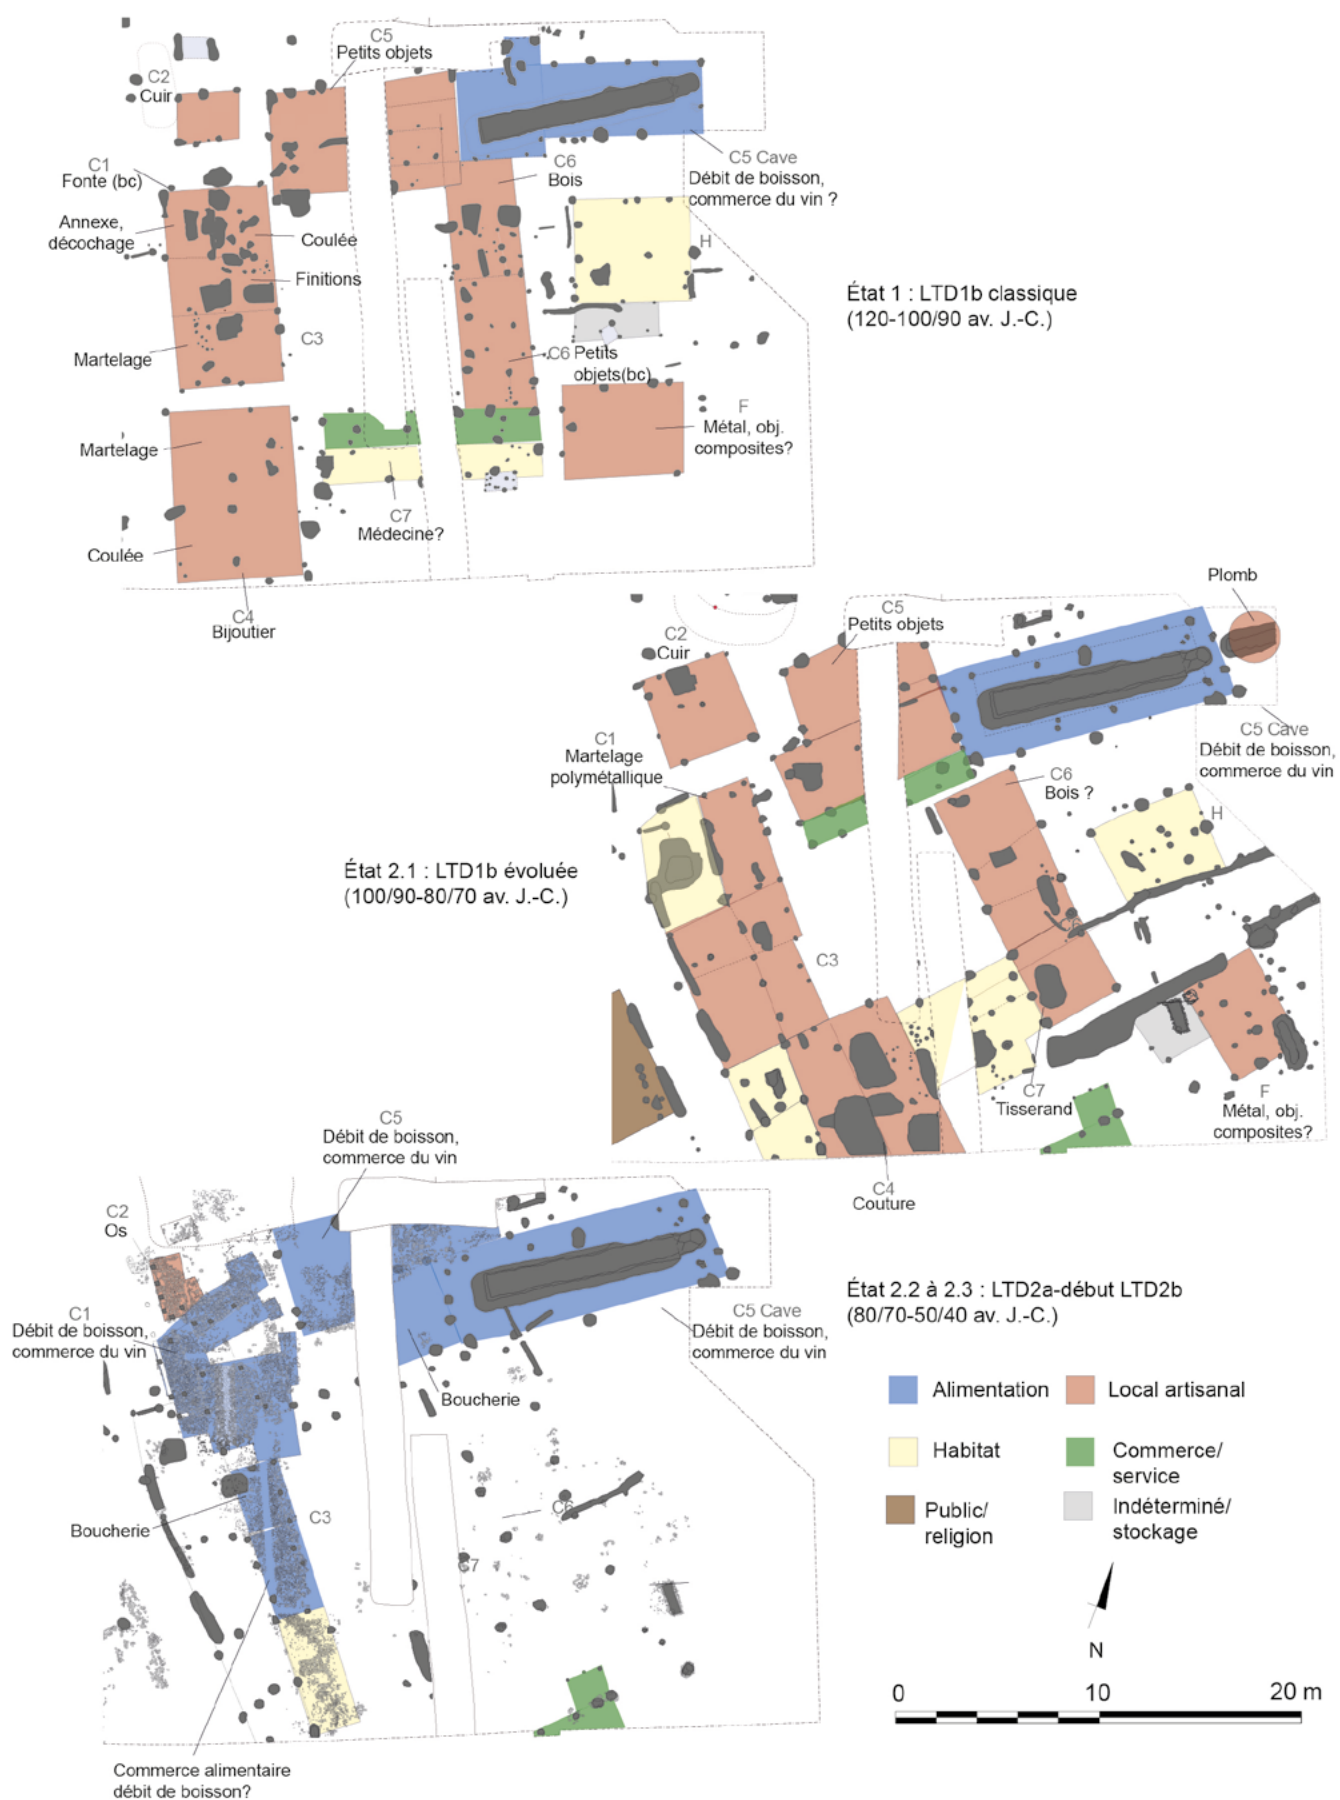 C5
Petits objets
C2
Cuir
C1
Fonte (bc)
Annexe,
décochage
Coulée
Finitions
C3
Martelage
Martelage
Coulée
C4
Bijoutier
C7
Médecine?
C6
Bois
C5 Cave
Débit de boisson,
commerce du vin ?
H
C6 Petits
objets(bc)
F
Métal, obj.
composites?
État 1 : LTD1b classique
(120-100/90 av. J.-C.)
Plomb
C5
Petits objets
C2
Cuir
C1
Martelage
polymétallique
C5 Cave
Débit de boisson,
commerce du vin
C6
Bois ?
H
C6
C3
C7
Tisserand
F
Métal, obj.
composites?
C4
Couture
État 2.1 : LTD1b évoluée
(100/90-80/70 av. J.-C.)
C5
Débit de boisson,
commerce du vin
C2
Os
C1
Débit de boisson,
commerce du vin
C5 Cave
Débit de boisson,
commerce du vin
Boucherie
C6
C3
Boucherie
C7
Commerce alimentaire
débit de boisson?
État 2.2 à 2.3 : LTD2a-début LTD2b
(80/70-50/40 av. J.-C.)
Alimentation
Local artisanal
Habitat
Commerce/
service
Public/
religion
Indéterminé/
stockage
N
0 10 20 m